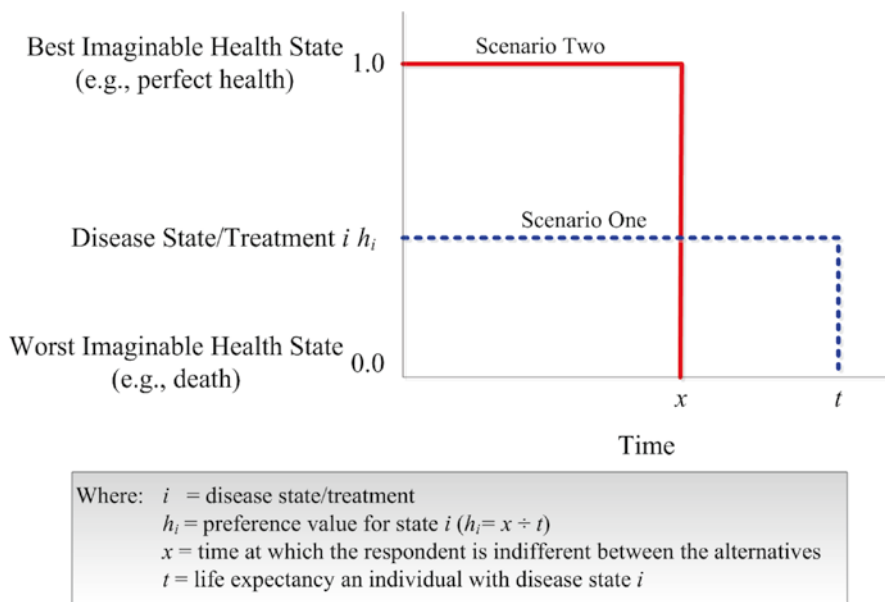 Best Imaginable Health State
(e.g., perfect health)
1.0
Scenario Two
Scenario One
Disease State/Treatment i hᵢ
Worst Imaginable Health State
(e.g., death)
0.0
x
t
Time
Where: i = disease state/treatment
hᵢ = preference value for state i (hᵢ= x ÷ t)
x = time at which the respondent is indifferent between the alternatives
t = life expectancy an individual with disease state i